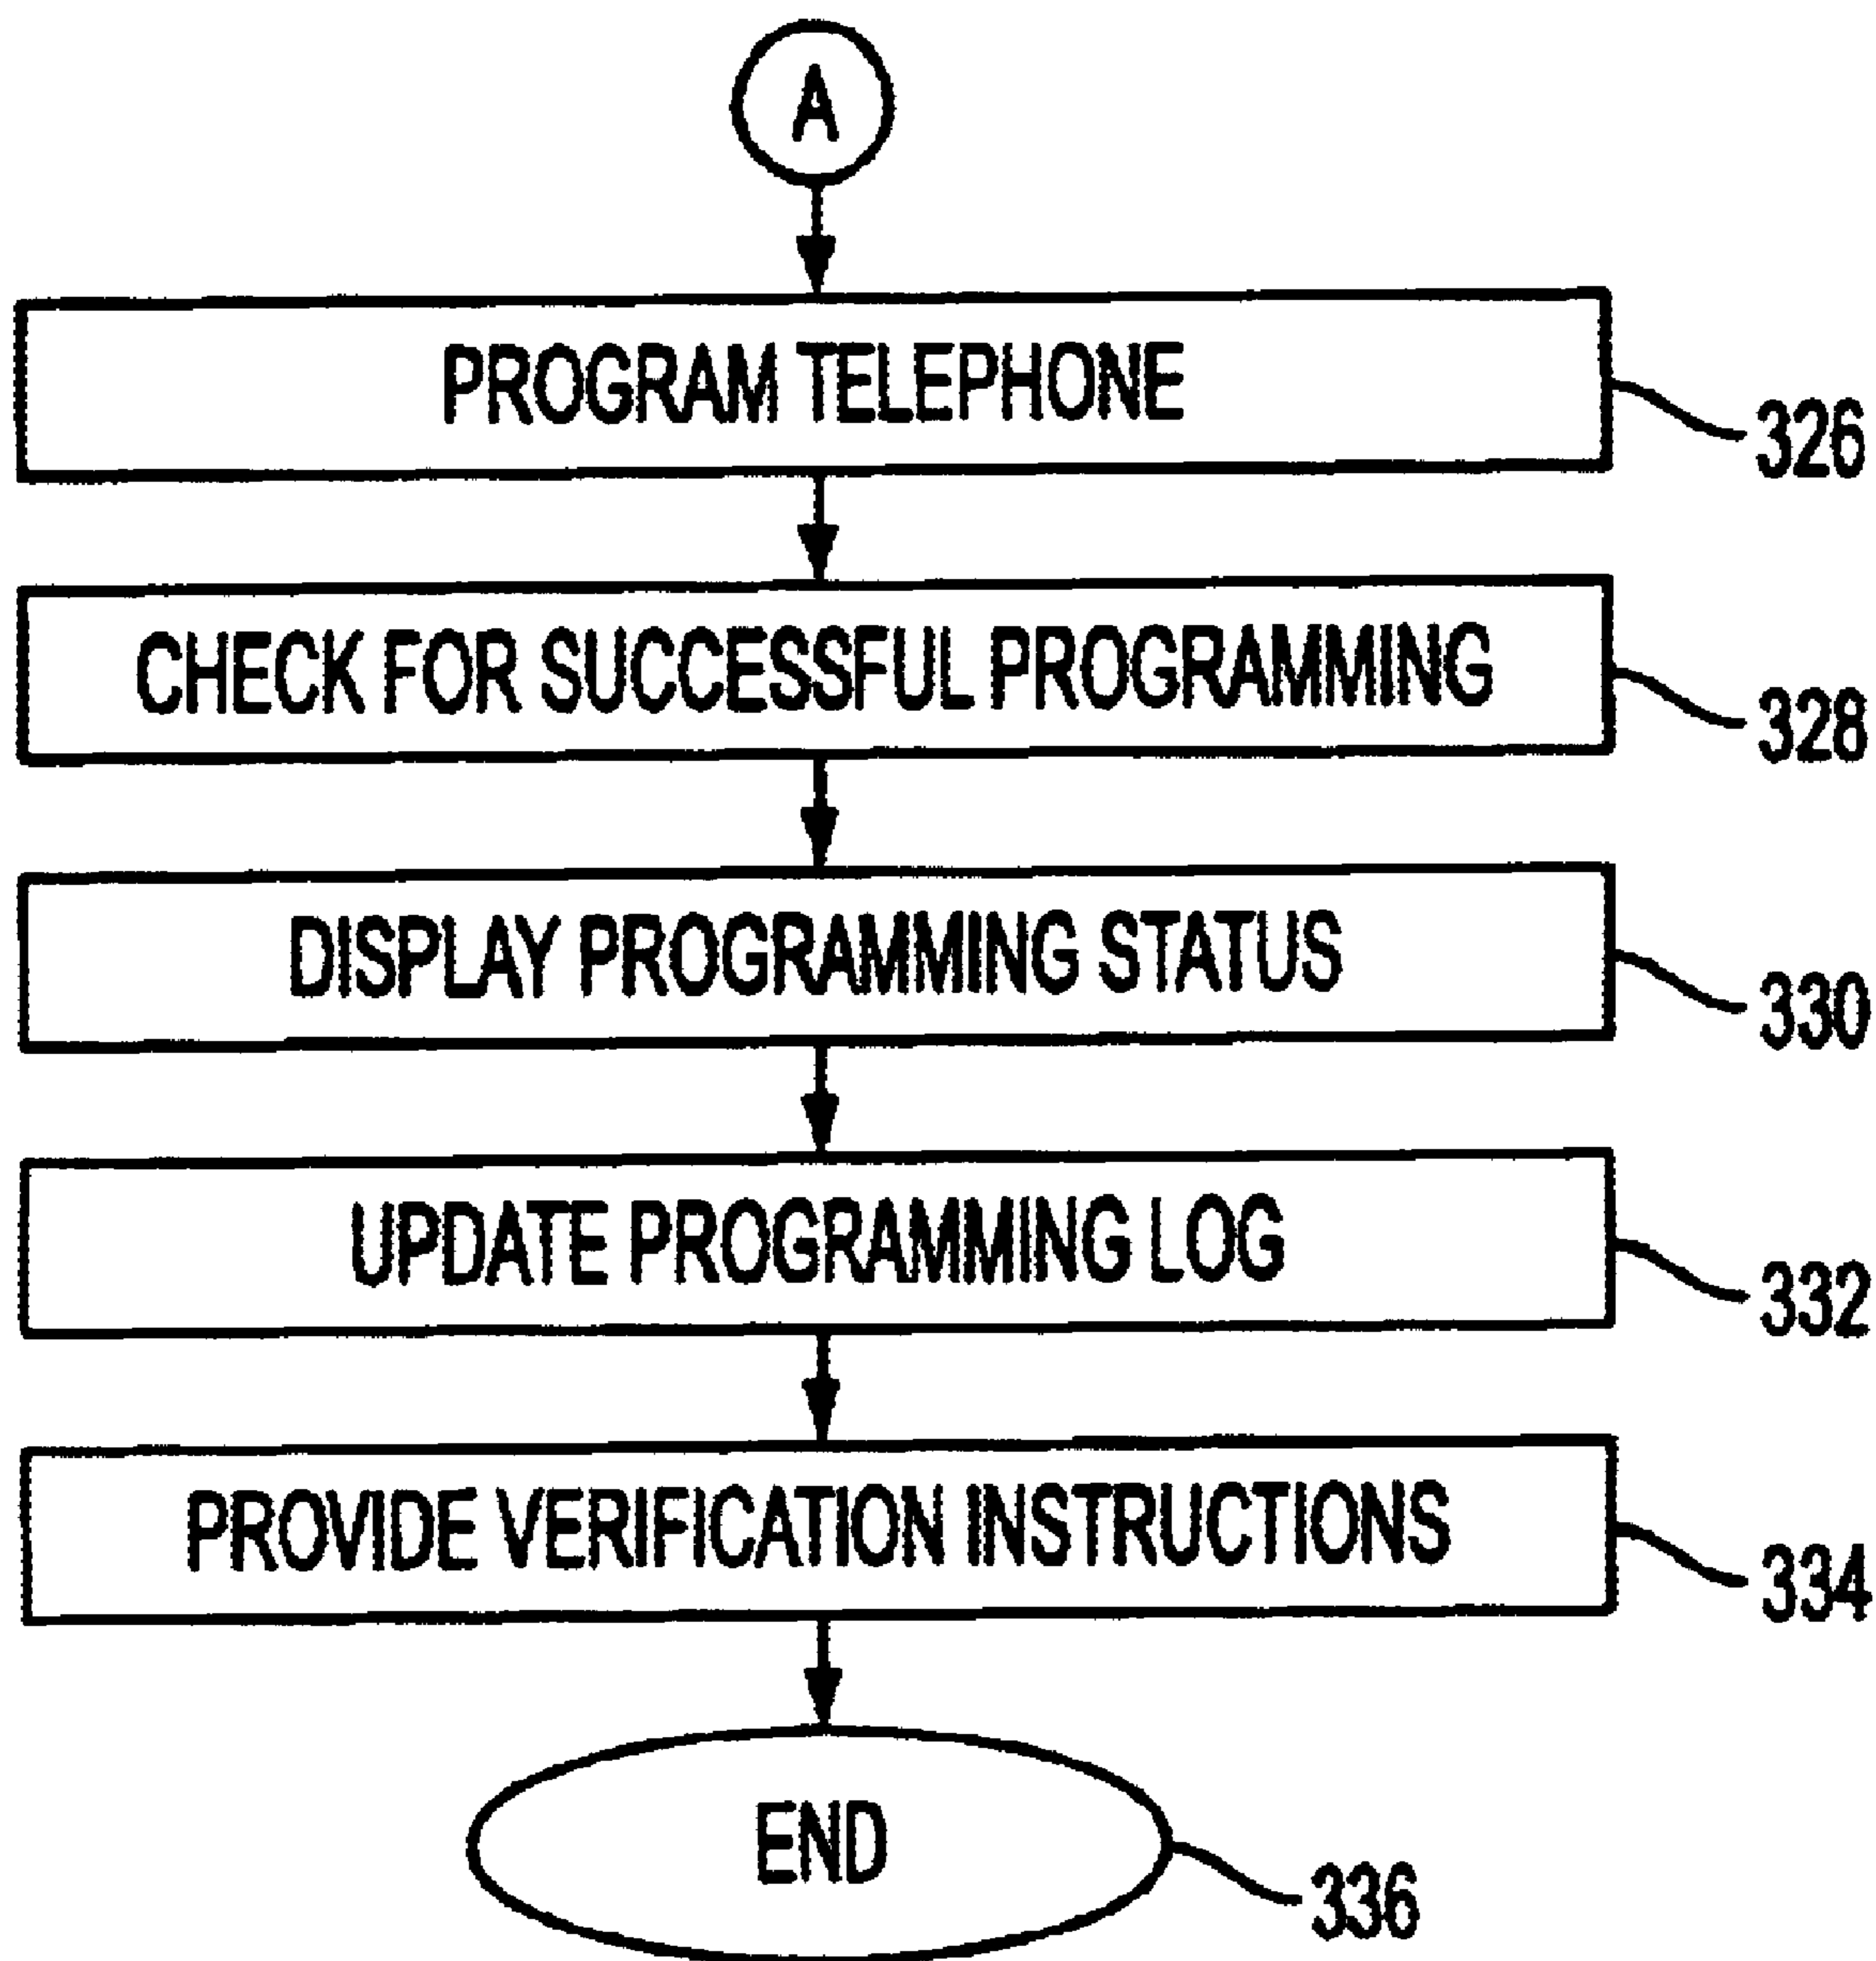 A
PROGRAM TELEPHONE
326
CHECK FOR SUCCESSFUL PROGRAMMING
328
DISPLAY PROGRAMMING STATUS
330
UPDATE PROGRAMMING LOG
332
PROVIDE VERIFICATION INSTRUCTIONS
334
END
336